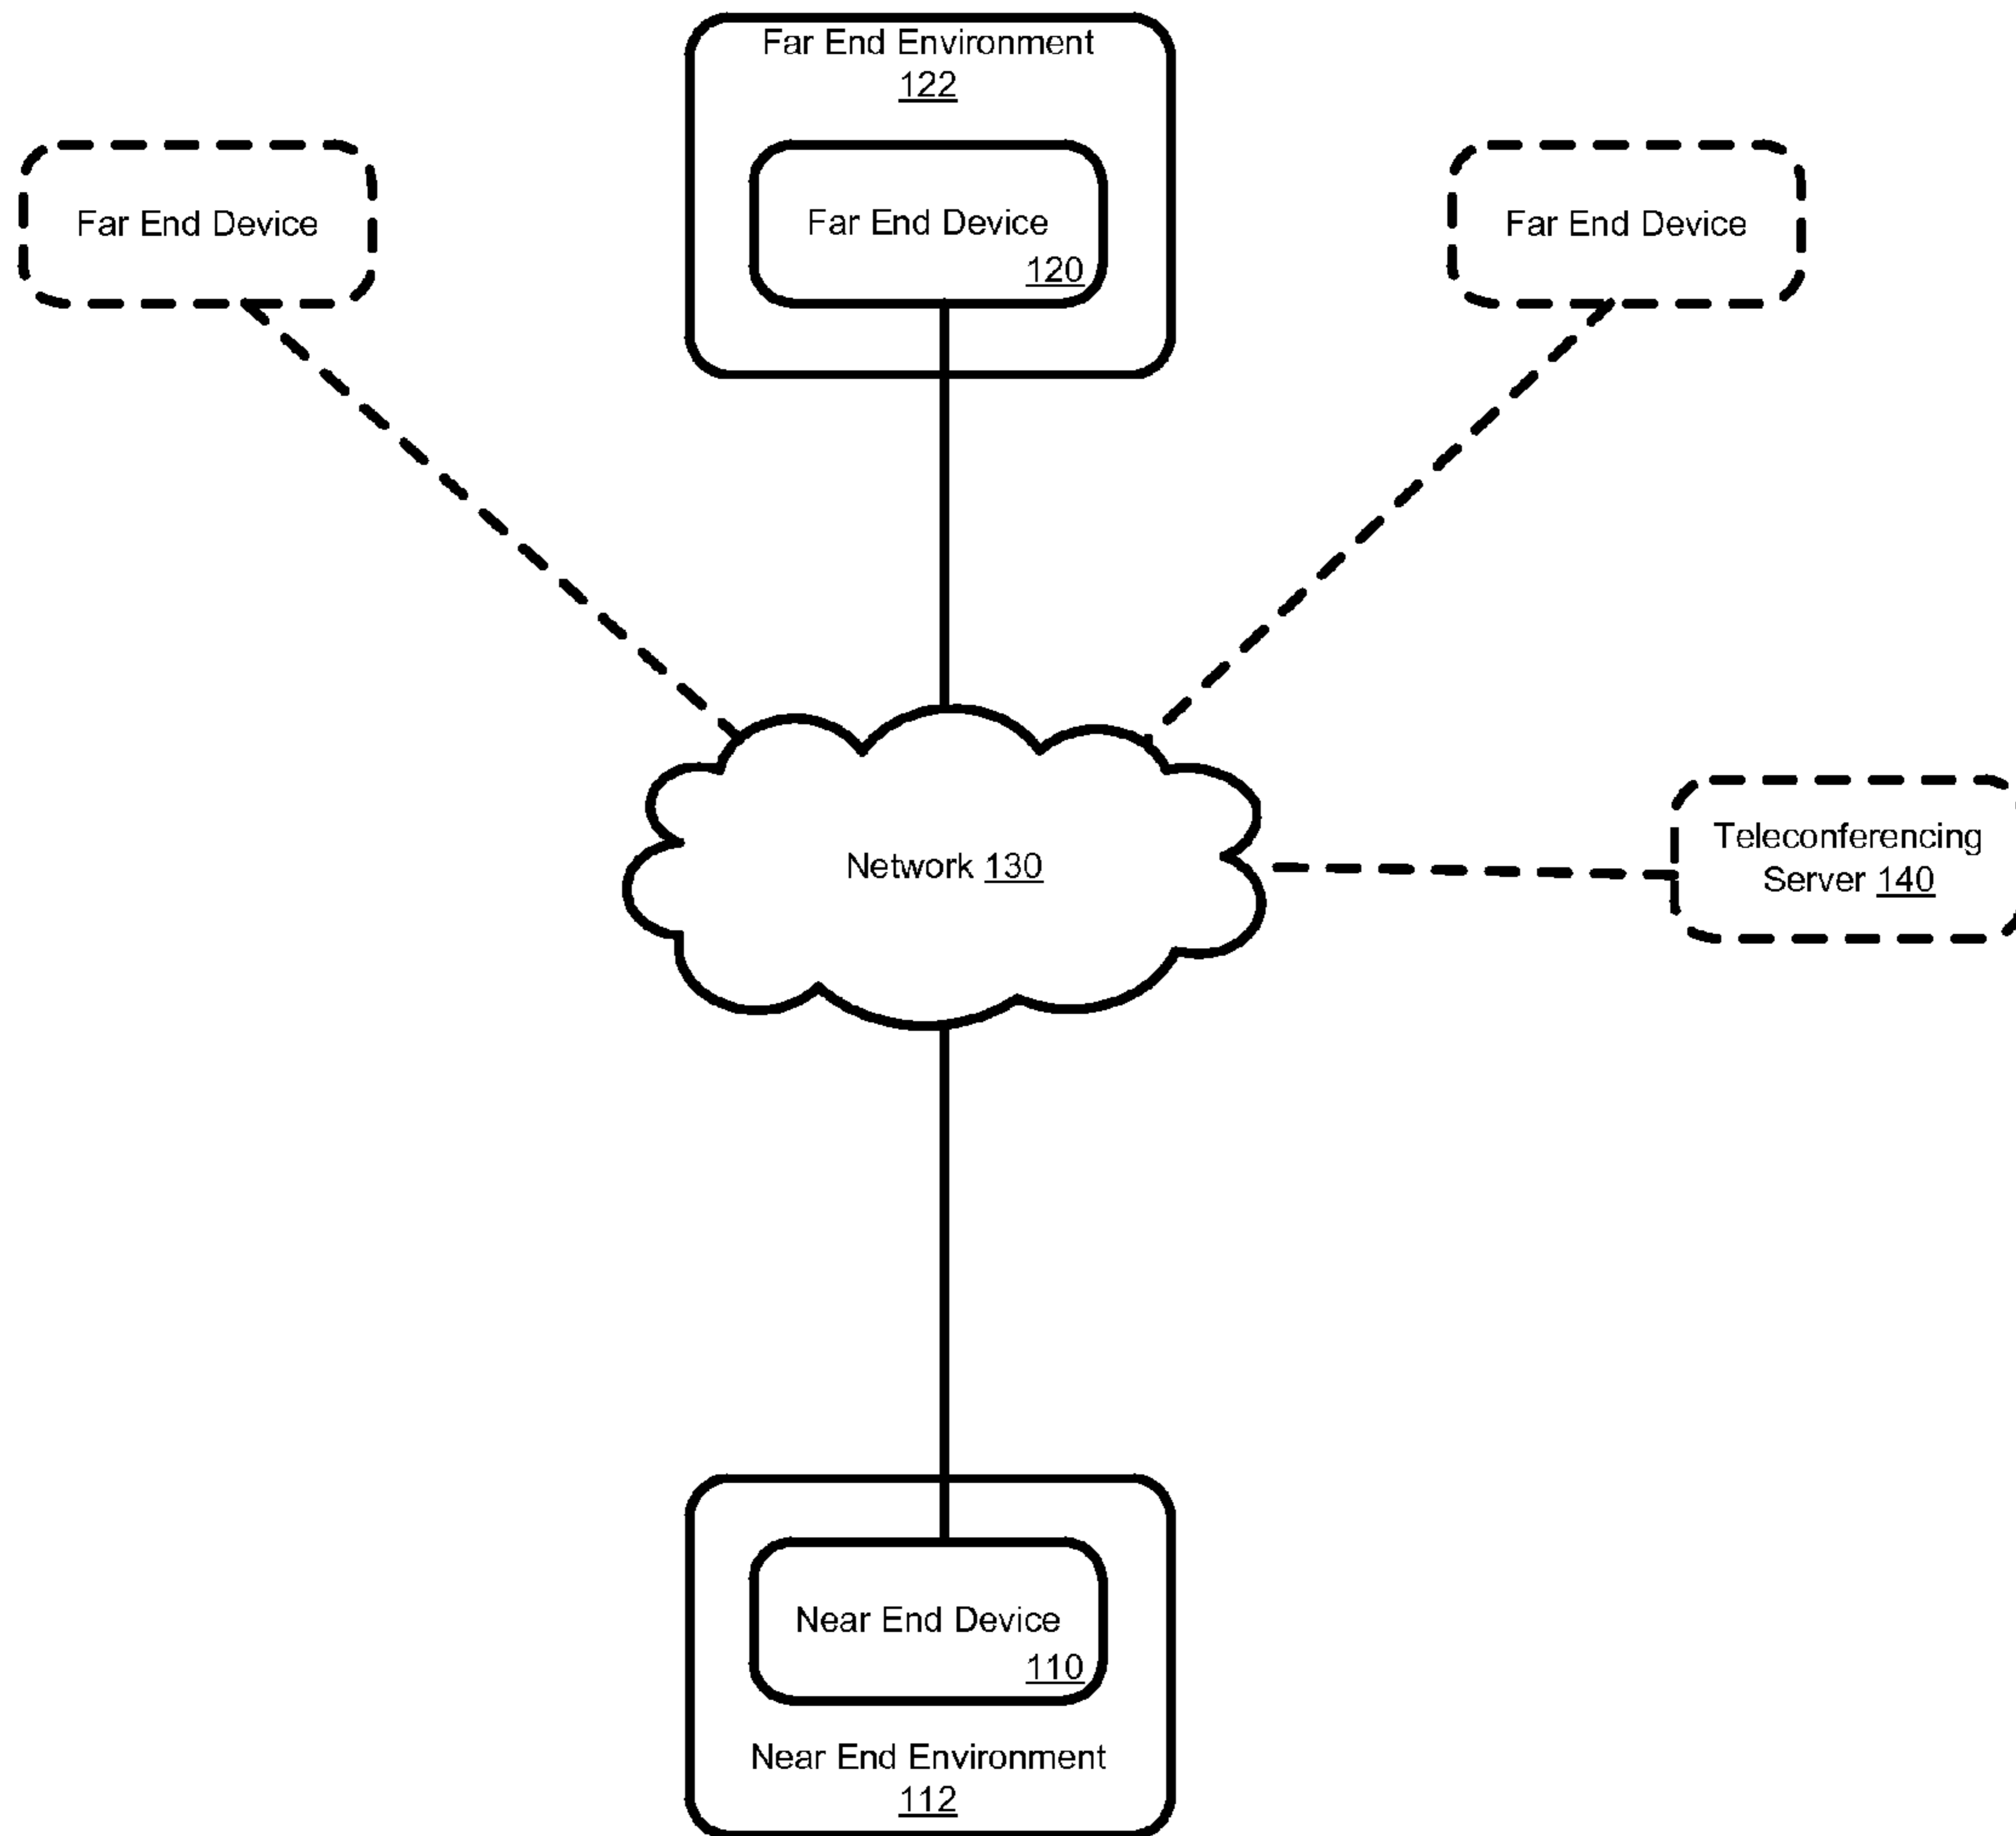 Far End Environment
122
Far End Device
Far End Device
120
Far End Device
Network 130
Teleconferencing
Server 140
Near End Device
110
Near End Environment
112